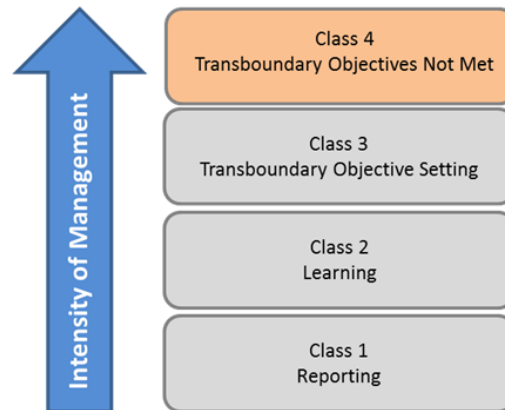 Intensity of Management
Class 4
Transboundary Objectives Not Met
Class 3
Transboundary Objective Setting
Class 2
Learning
Class 1
Reporting